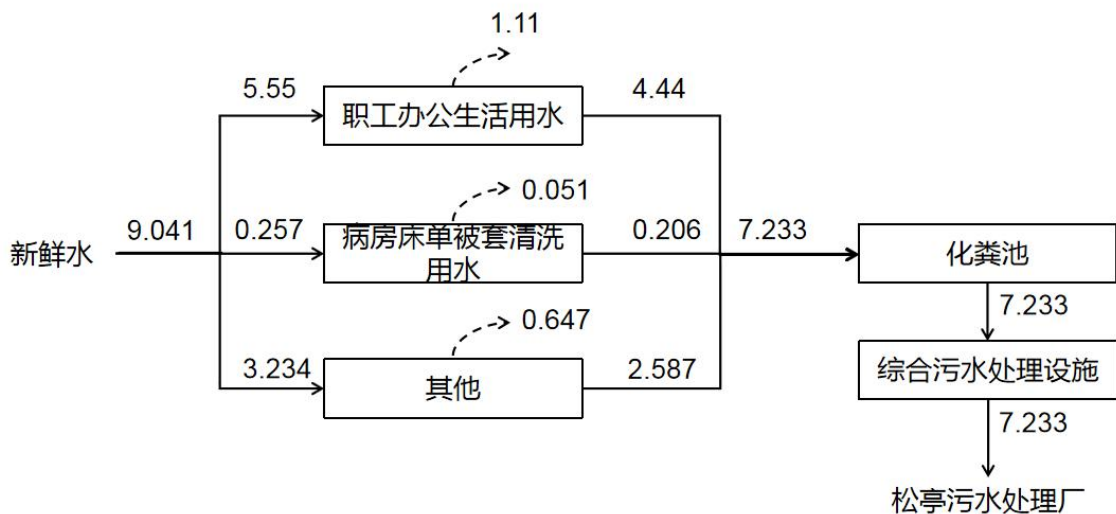 1.11
5.55
职工办公生活用水
4.44
0.051
新鲜水
9.041
0.257
病房床单被套清洗
用水
0.206
7.233
化粪池
7.233
0.647
3.234
其他
2.587
综合污水处理设施
7.233
松亭污水处理厂